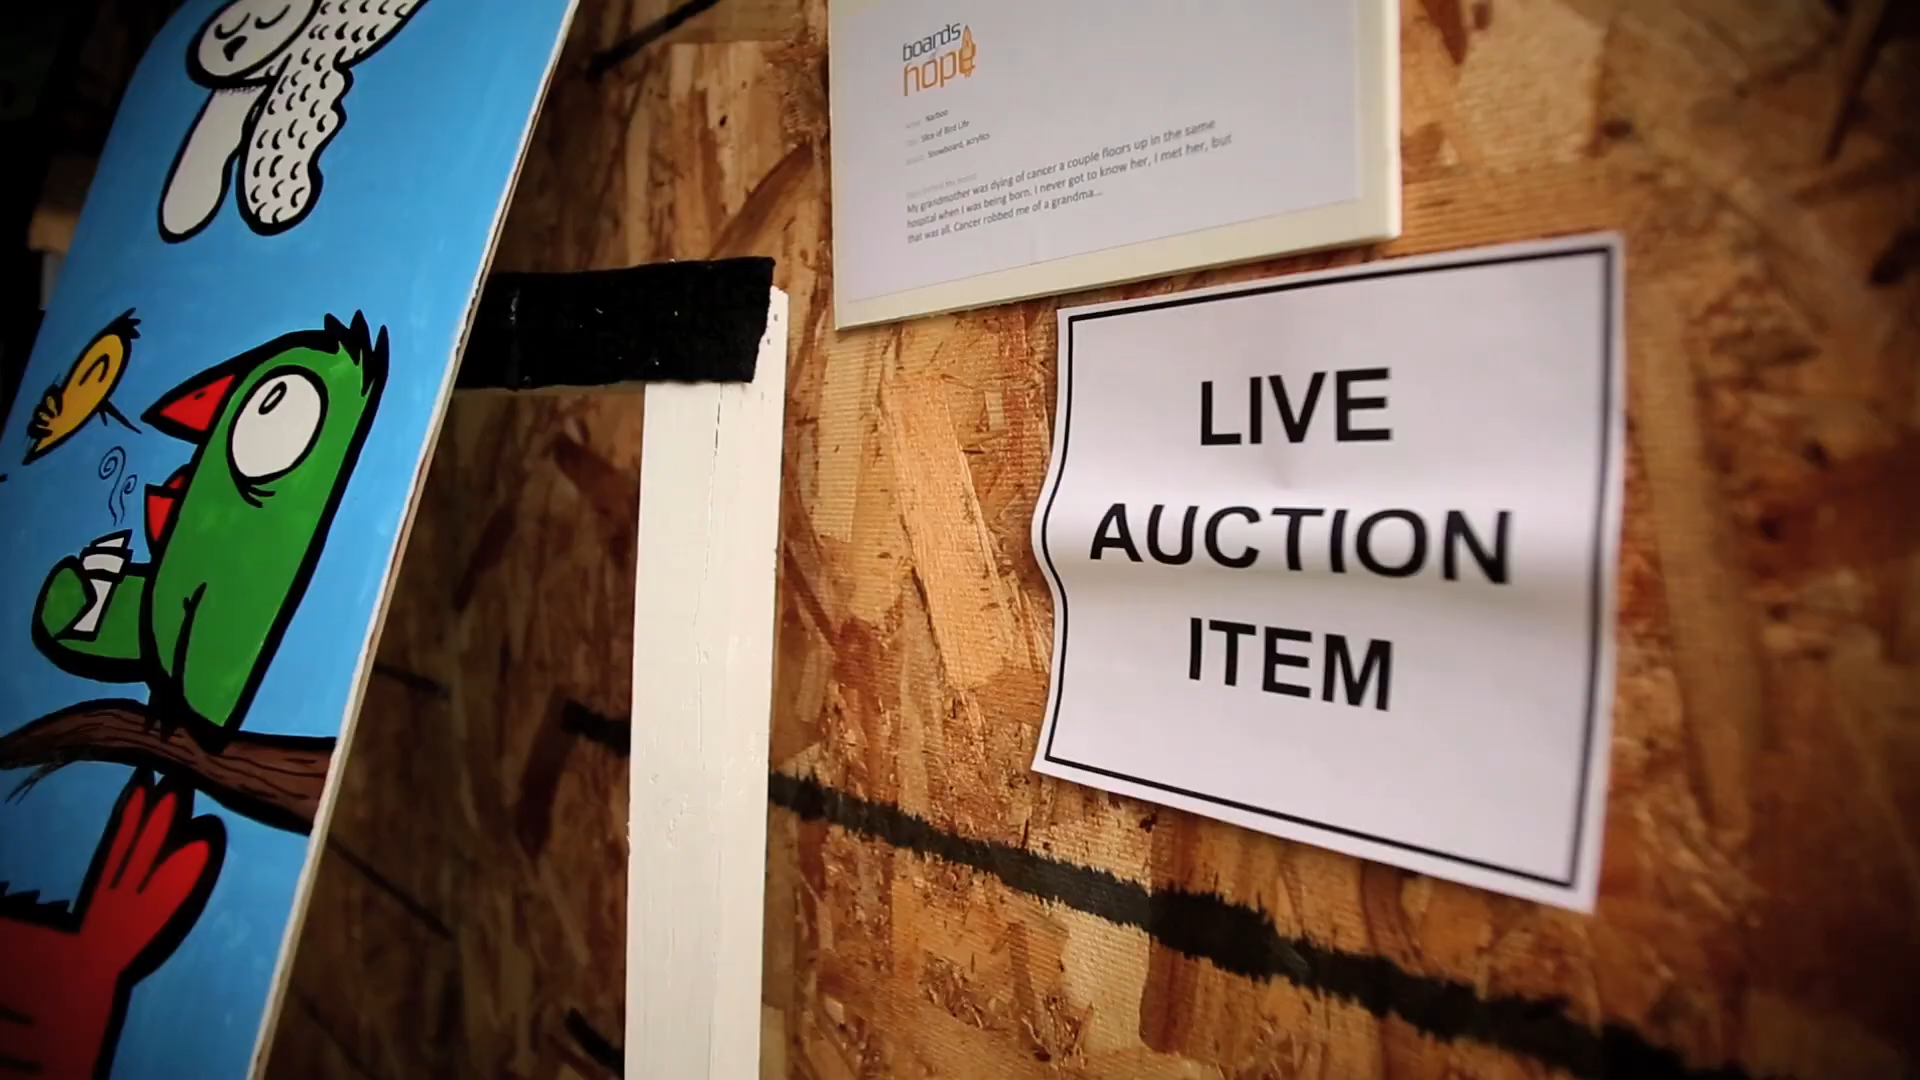 boards
of
hope
Narboo
Slice of Bird Life
Snowboard, acrylics
My grandmother was dying of cancer a couple floors up in the same
hospital when I was being born. I never got to know her, I met her, but
that was all. Cancer robbed me of a grandma...
LIVE
AUCTION
ITEM